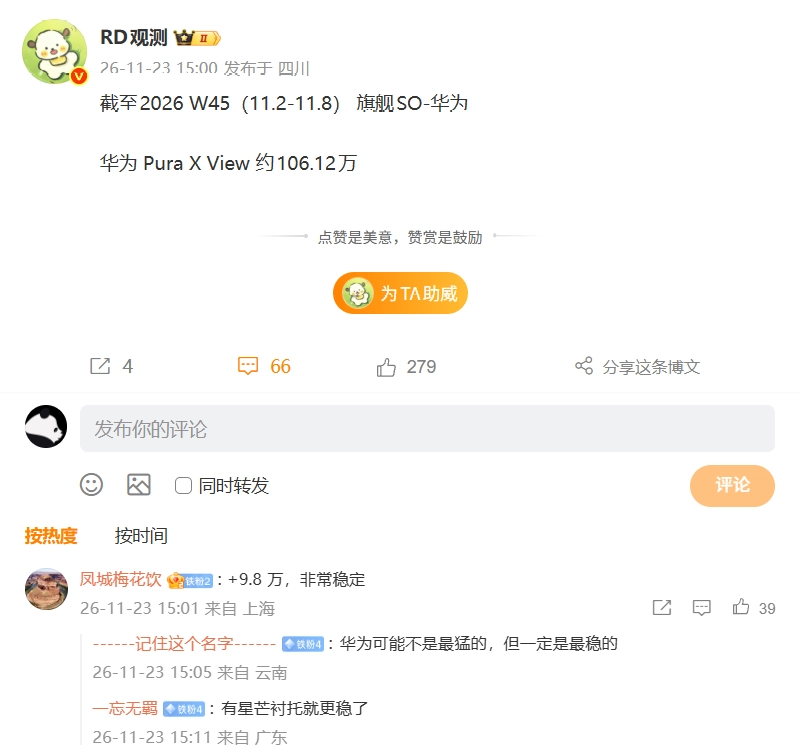 RD观测 II
26-11-23 15:00 发布于 四川
截至2026 W45（11.2-11.8） 旗舰SO-华为
华为 Pura X View 约106.12万
点赞是美意，赞赏是鼓励
为TA助威
4 66 279 分享这条博文
发布你的评论
同时转发 评论
按热度 按时间
凤城梅花饮 铁粉2：+9.8 万，非常稳定
26-11-23 15:01 来自 上海 39
------记住这个名字------ 铁粉4：华为可能不是最猛的，但一定是最稳的
26-11-23 15:05 来自 云南
一忘无羁 铁粉4：有星芒衬托就更稳了
26-11-23 15:11 来自 广东